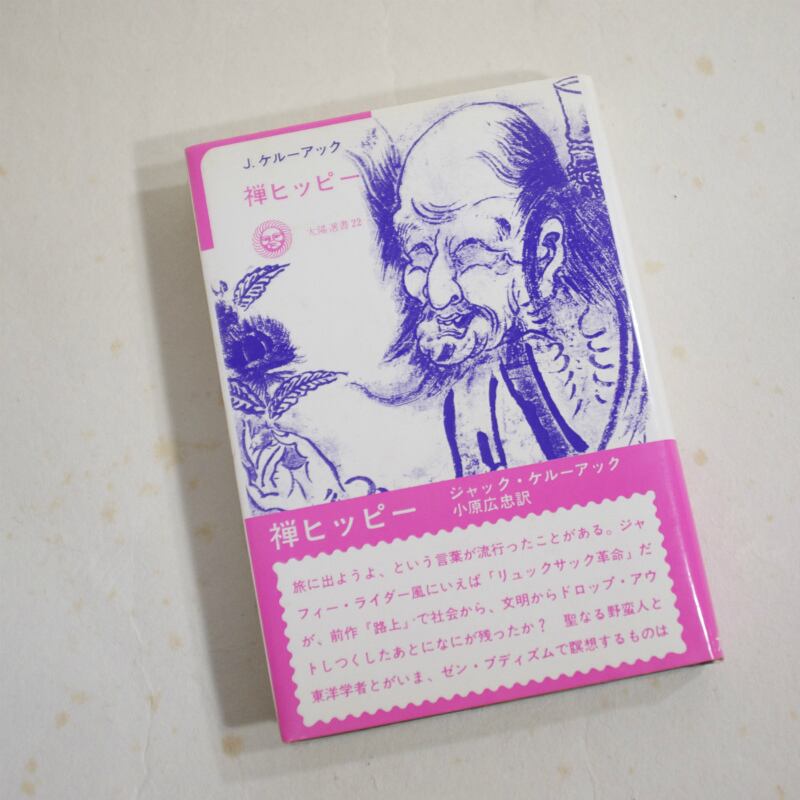 J.ケルーアック
禅ヒッピー
太陽選書22
禅ヒッピー
ジャック・ケルーアック
小原広忠訳
旅に出ようよ、という言葉が流行ったことがある。ジャ
フィー・ライダー風にいえば「リュックサック革命」だ
が、前作『路上』で社会から、文明からドロップ・アウ
トしつくしたあとになにが残ったか？　聖なる野蛮人と
東洋学者とがいま、ゼン・ブディズムで瞑想するものは